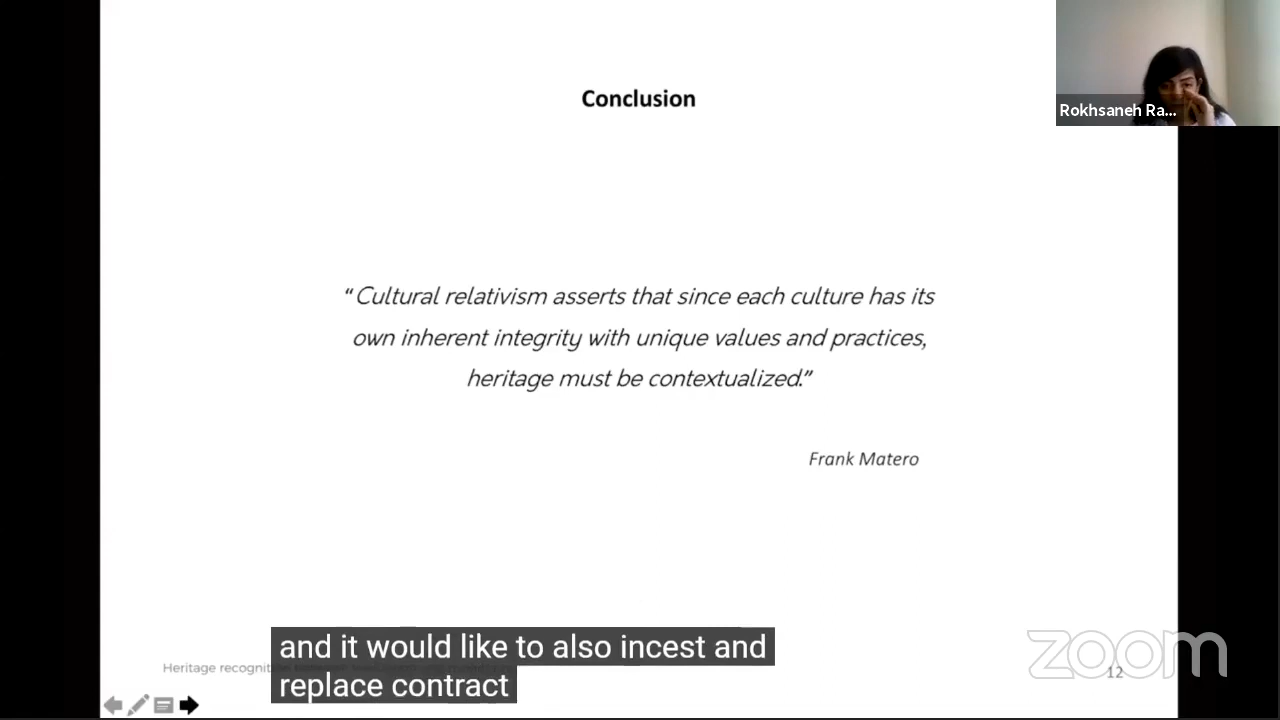 Conclusion
Rokhsaneh Ra...
“Cultural relativism asserts that since each culture has its
own inherent integrity with unique values and practices,
heritage must be contextualized.”
Frank Matero
and it would like to also incest and
replace contract
Heritage
zoom
12